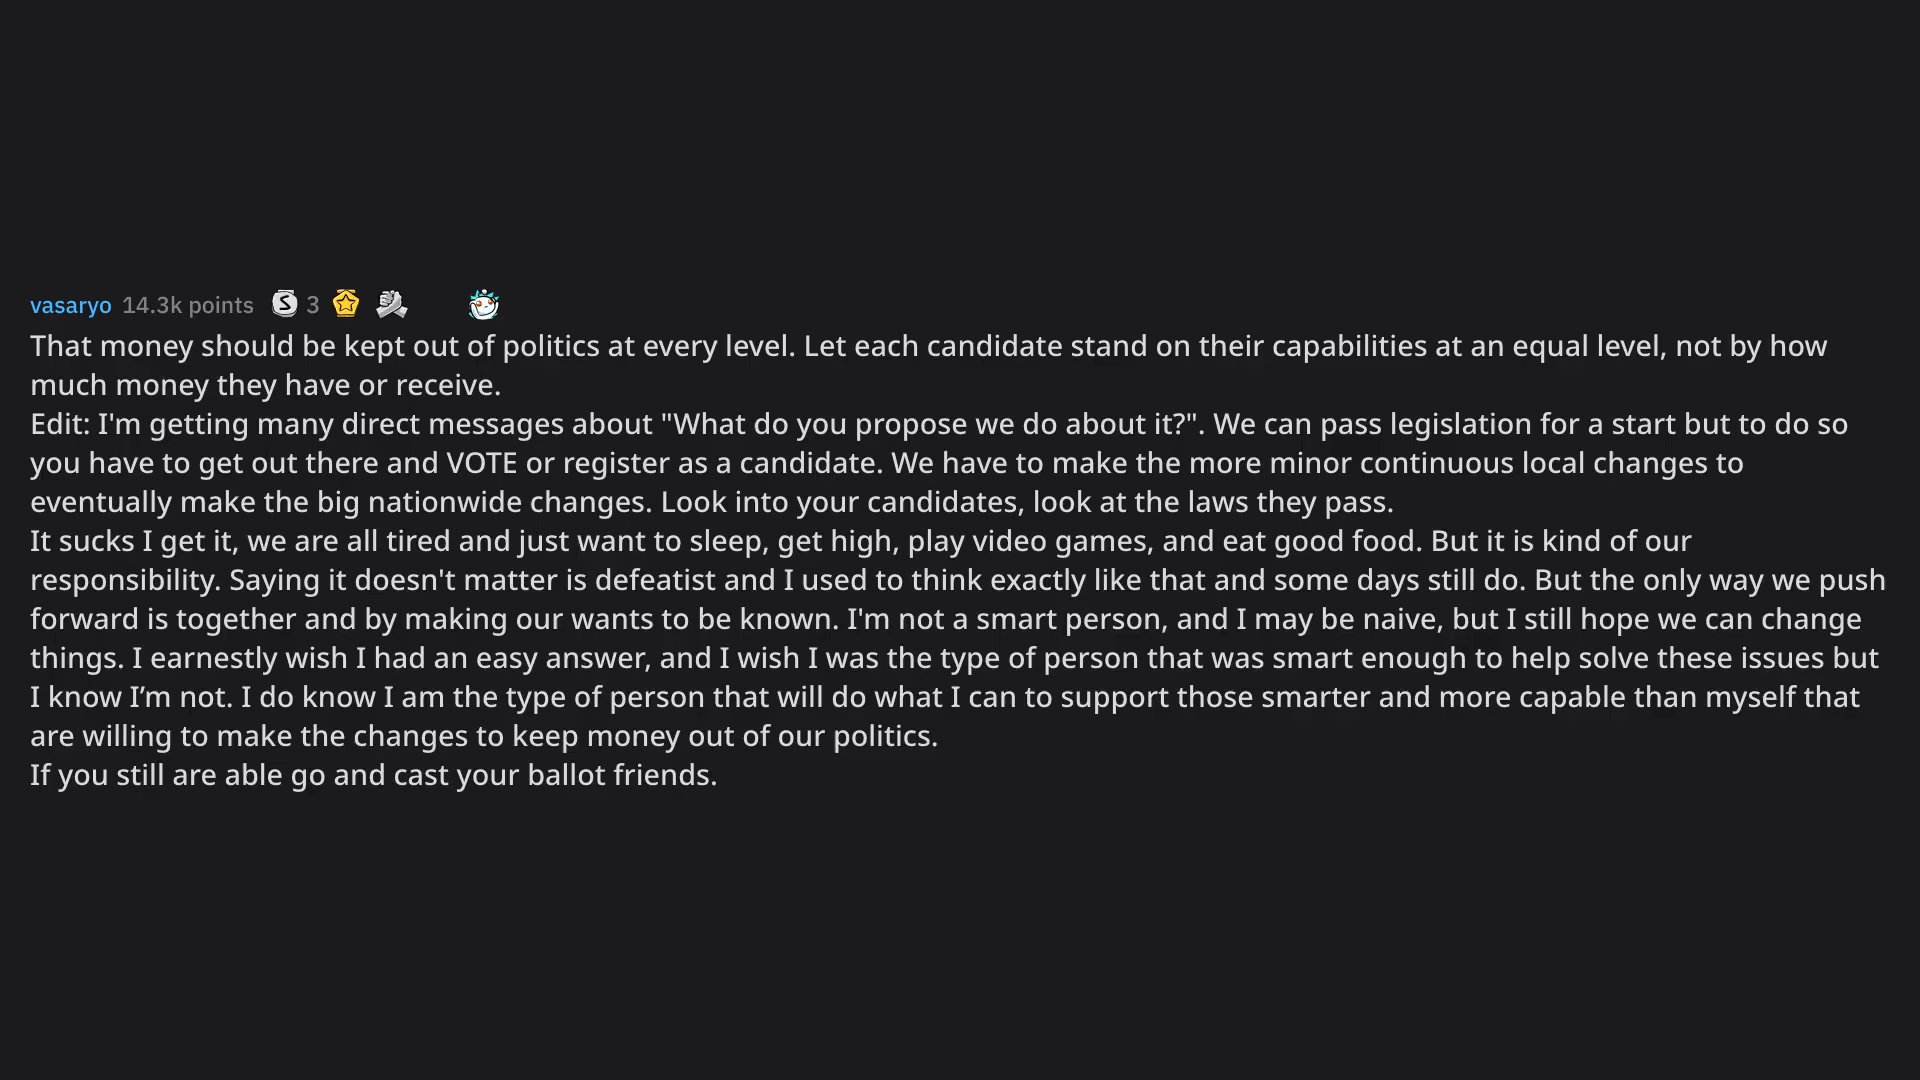 vasaryo 14.3k points 3
That money should be kept out of politics at every level. Let each candidate stand on their capabilities at an equal level, not by how
much money they have or receive.
Edit: I'm getting many direct messages about "What do you propose we do about it?". We can pass legislation for a start but to do so
you have to get out there and VOTE or register as a candidate. We have to make the more minor continuous local changes to
eventually make the big nationwide changes. Look into your candidates, look at the laws they pass.
It sucks I get it, we are all tired and just want to sleep, get high, play video games, and eat good food. But it is kind of our
responsibility. Saying it doesn't matter is defeatist and I used to think exactly like that and some days still do. But the only way we push
forward is together and by making our wants to be known. I'm not a smart person, and I may be naive, but I still hope we can change
things. I earnestly wish I had an easy answer, and I wish I was the type of person that was smart enough to help solve these issues but
I know I’m not. I do know I am the type of person that will do what I can to support those smarter and more capable than myself that
are willing to make the changes to keep money out of our politics.
If you still are able go and cast your ballot friends.